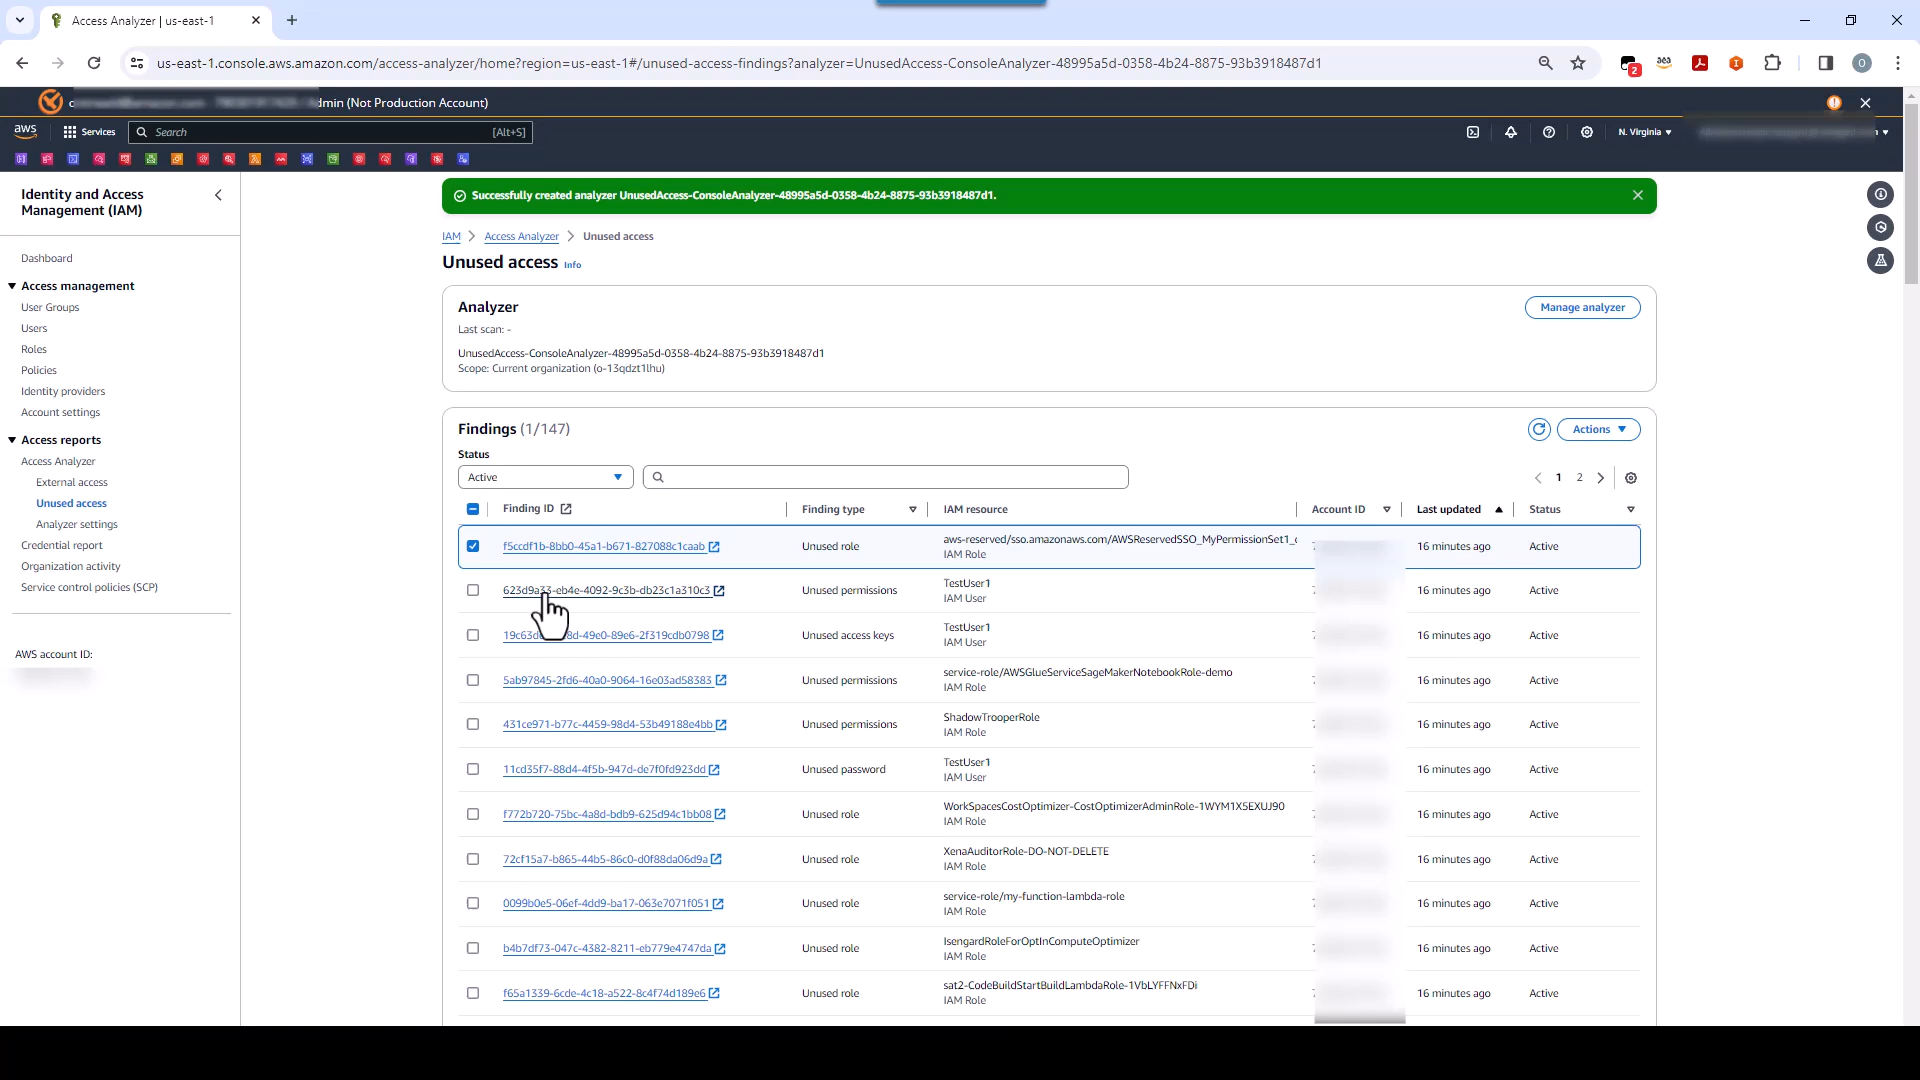 Access Analyzer | us-east-1
us-east-1.console.aws.amazon.com/access-analyzer/home?region=us-east-1#/unused-access-findings?analyzer=UnusedAccess-ConsoleAnalyzer-48995a5d-0358-4b24-8875-93b3918487d1
2
O
dmin (Not Production Account)
aws
Services
Search
[Alt+S]
N. Virginia
Identity and Access
Management (IAM)
Dashboard
Access management
User Groups
Users
Roles
Policies
Identity providers
Account settings
Access reports
Access Analyzer
External access
Unused access
Analyzer settings
Credential report
Organization activity
Service control policies (SCP)
AWS account ID:
Successfully created analyzer UnusedAccess-ConsoleAnalyzer-48995a5d-0358-4b24-8875-93b3918487d1.
IAM > Access Analyzer > Unused access
Unused access Info
Analyzer
Manage analyzer
Last scan: -
UnusedAccess-ConsoleAnalyzer-48995a5d-0358-4b24-8875-93b3918487d1
Scope: Current organization (o-13qdzt1lhu)
Findings (1/147)
Actions
Status
Active
1 2
Finding ID Finding type IAM resource Account ID Last updated Status
f5ccdf1b-8bb0-45a1-b671-827088c1caab Unused role aws-reserved/sso.amazonaws.com/AWSReservedSSO_MyPermissionSet1_ 16 minutes ago Active
IAM Role
623d9a33-eb4e-4092-9c3b-db23c1a310c3 Unused permissions TestUser1 16 minutes ago Active
IAM User
8d-49e0-89e6-2f319cdb0798 Unused access keys TestUser1 16 minutes ago Active
IAM User
5ab97845-2fd6-40a0-9064-16e03ad58383 Unused permissions service-role/AWSGlueServiceSageMakerNotebookRole-demo 16 minutes ago Active
IAM Role
431ce971-b77c-4459-98d4-53b49188e4bb Unused permissions ShadowTrooperRole 16 minutes ago Active
IAM Role
11cd35f7-88d4-4f5b-947d-de7f0fd923dd Unused password TestUser1 16 minutes ago Active
IAM User
f772b720-75bc-4a8d-bdb9-625d94c1bb08 Unused role WorkSpacesCostOptimizer-CostOptimizerAdminRole-1WYM1X5EXUJ90 16 minutes ago Active
IAM Role
72cf15a7-b865-44b5-86c0-d0f88da06d9a Unused role XenaAuditorRole-DO-NOT-DELETE 16 minutes ago Active
IAM Role
0099b0e5-06ef-4dd9-ba17-063e7071f051 Unused role service-role/my-function-lambda-role 16 minutes ago Active
IAM Role
b4b7df73-047c-4382-8211-eb779e4747da Unused role IsengardRoleForOptInComputeOptimizer 16 minutes ago Active
IAM Role
f65a1339-6cde-4c18-a522-8c4f74d189e6 Unused role sat2-CodeBuildStartBuildLambdaRole-1VbLYFFNxFDi 16 minutes ago Active
IAM Role